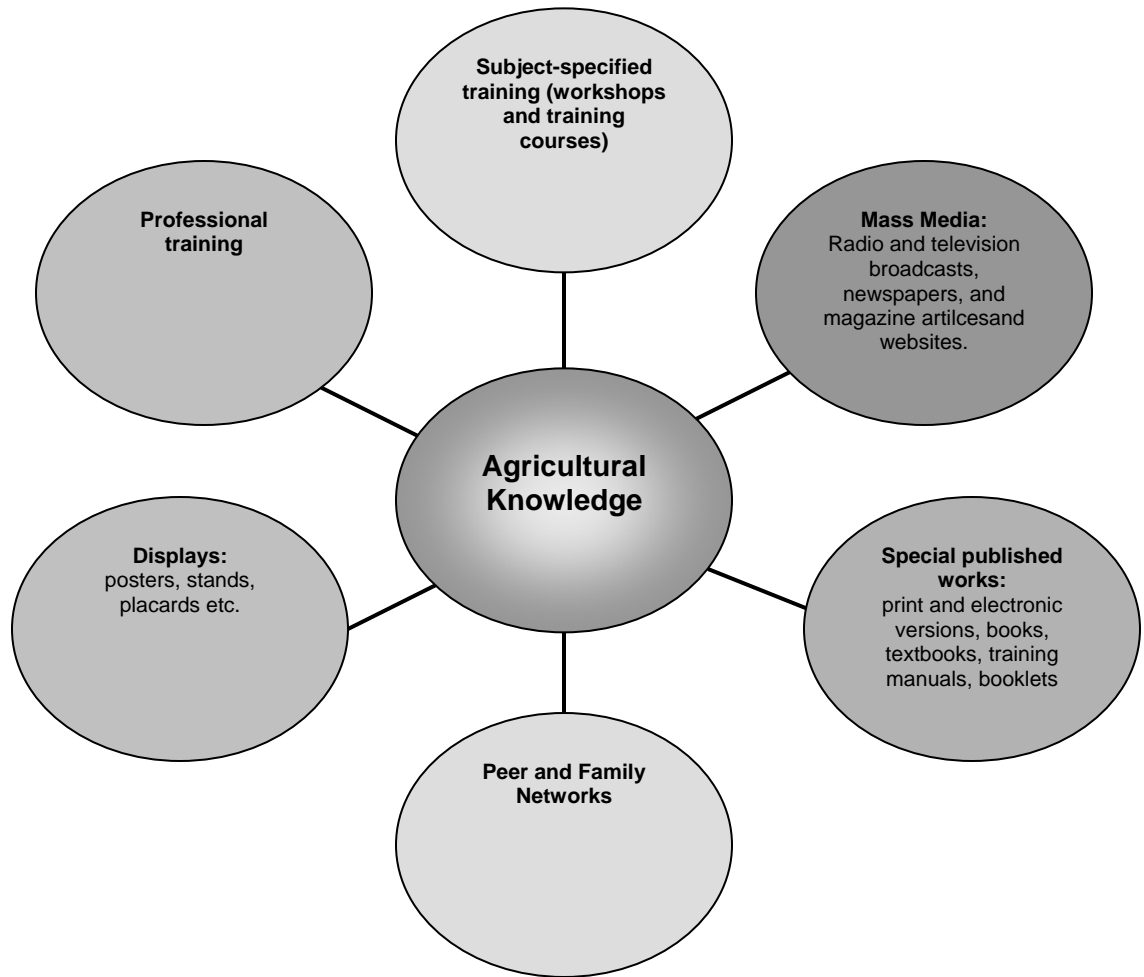 Subject-specified
training (workshops
and training
courses)
Professional
training
Mass Media:
Radio and television
broadcasts,
newspapers, and
magazine artilcesand
websites.
Agricultural
Knowledge
Displays:
posters, stands,
placards etc.
Special published
works:
print and electronic
versions, books,
textbooks, training
manuals, booklets
Peer and Family
Networks